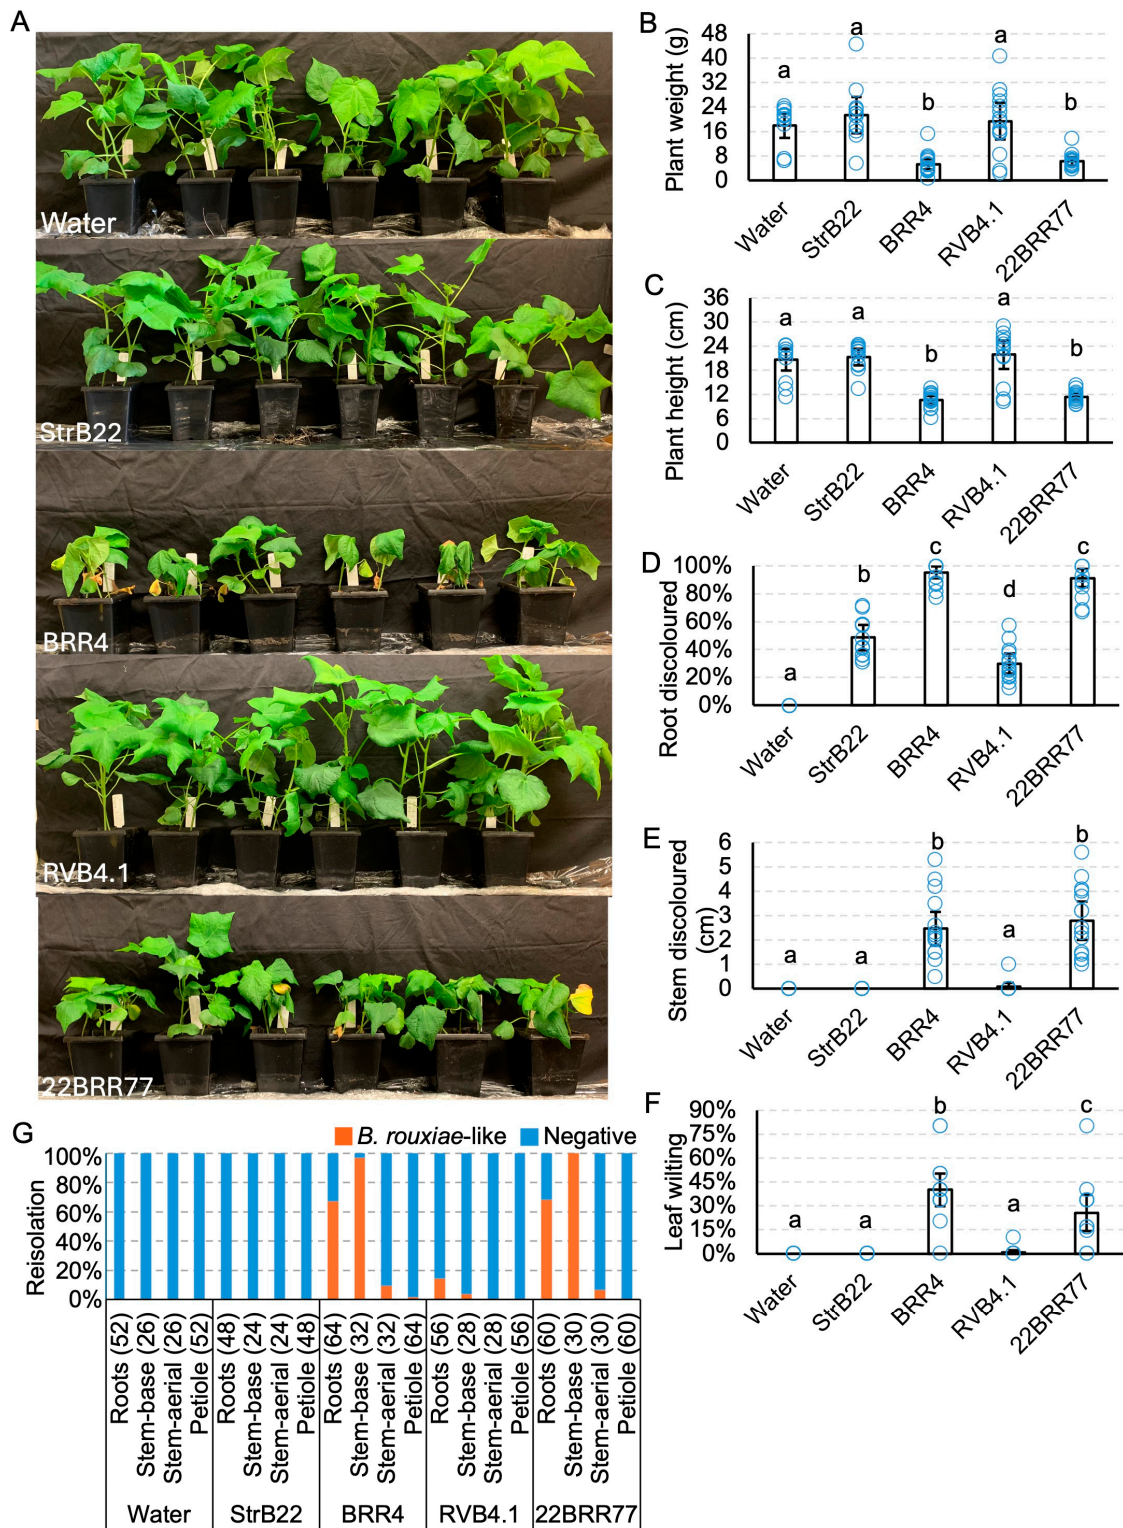 A
Water
StrB22
BRR4
RVB4.1
22BRR77
B
Plant weight (g)
48
40
32
24
16
8
0
a
a
b
a
b
Water
StrB22
BRR4
RVB4.1
22BRR77
C
Plant height (cm)
36
30
24
18
12
6
0
a
a
b
a
b
Water
StrB22
BRR4
RVB4.1
22BRR77
D
Root discoloured
100%
80%
60%
40%
20%
0%
a
b
c
d
c
Water
StrB22
BRR4
RVB4.1
22BRR77
E
Stem discoloured
(cm)
6
5
4
3
2
1
0
a
a
b
a
b
Water
StrB22
BRR4
RVB4.1
22BRR77
F
Leaf wilting
90%
75%
60%
45%
30%
15%
0%
a
a
b
a
c
Water
StrB22
BRR4
RVB4.1
22BRR77
G
B. rouxiae-like
Negative
Reisolation
100%
80%
60%
40%
20%
0%
Roots (52)
Stem-base (26)
Stem-aerial (26)
Petiole (52)
Roots (48)
Stem-base (24)
Stem-aerial (24)
Petiole (48)
Roots (64)
Stem-base (32)
Stem-aerial (32)
Petiole (64)
Roots (56)
Stem-base (28)
Stem-aerial (28)
Petiole (56)
Roots (60)
Stem-base (30)
Stem-aerial (30)
Petiole (60)
Water
StrB22
BRR4
RVB4.1
22BRR77